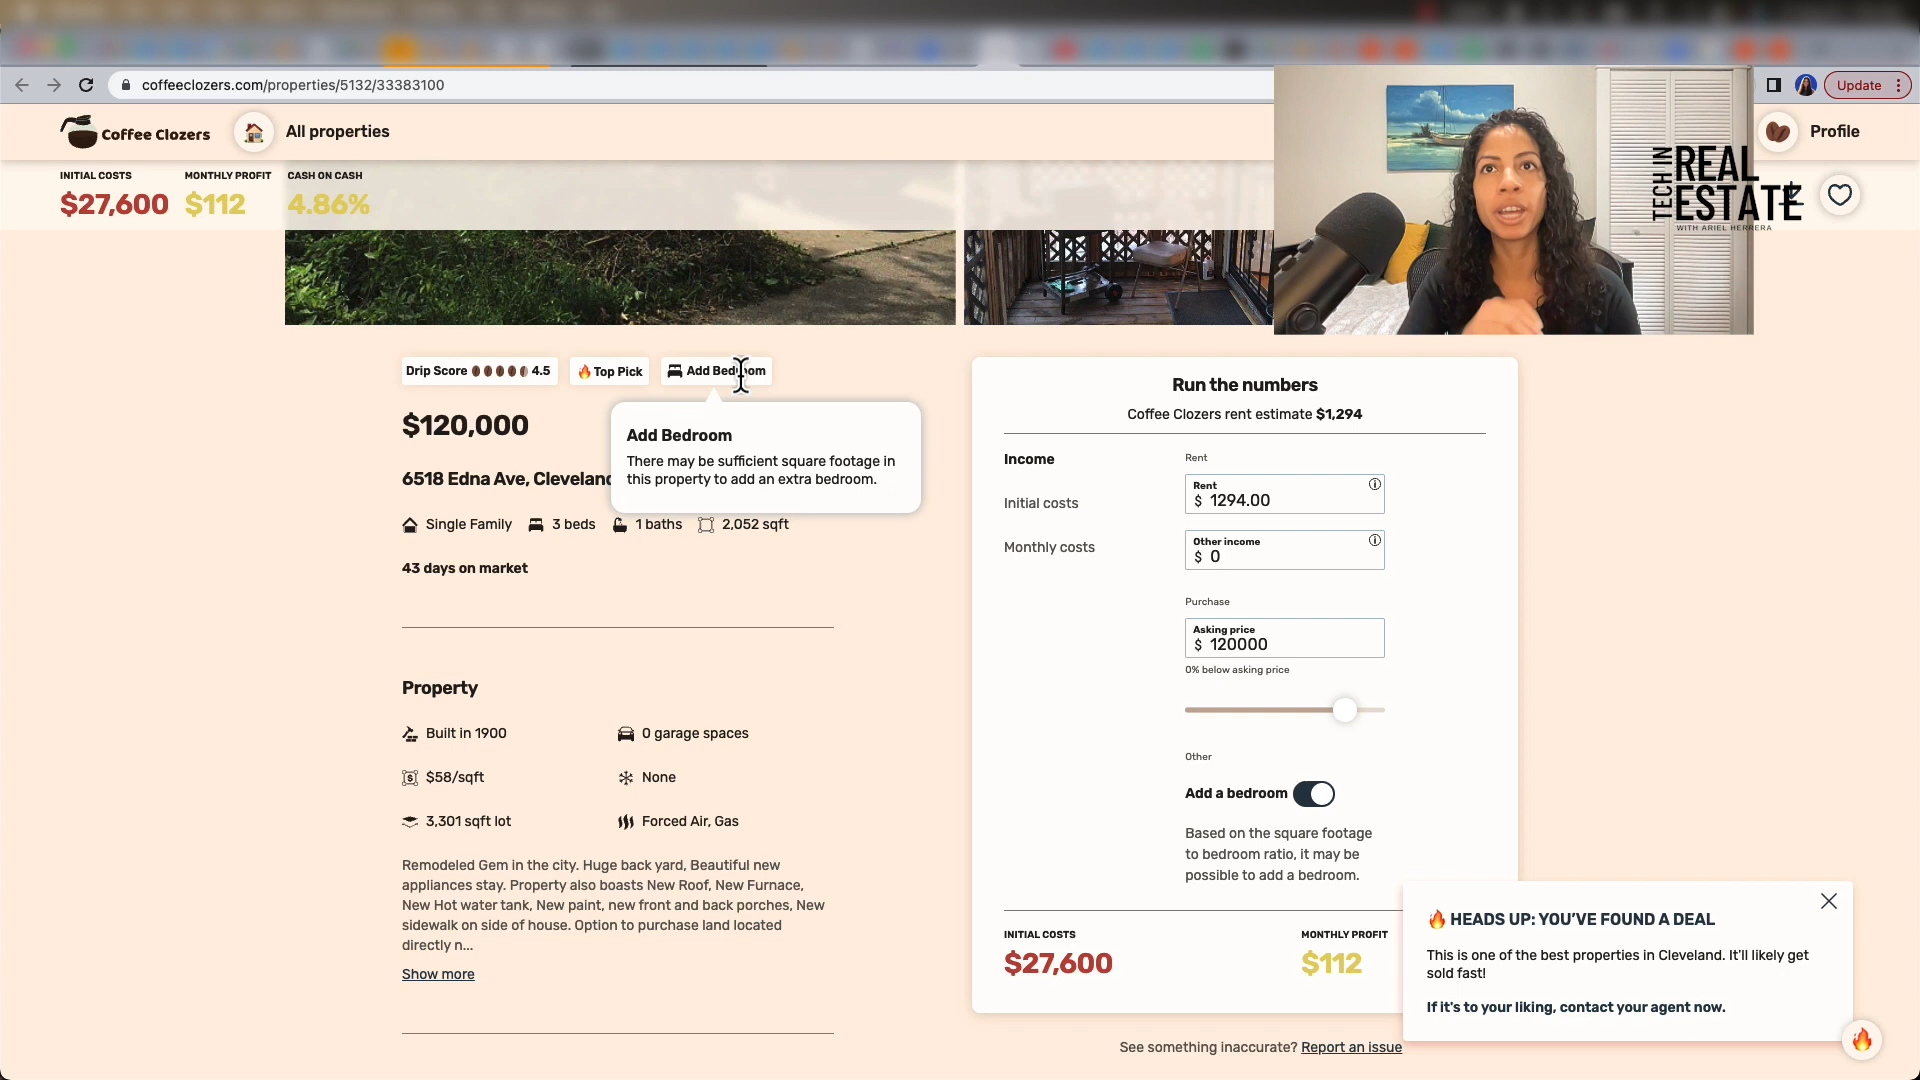 coffeeclozers.com/properties/5132/33383100
Update
Coffee Clozers
All properties
Profile
TECH IN
REAL
ESTATE
WITH ARIEL HERRERA
INITIAL COSTS
MONTHLY PROFIT
CASH ON CASH
$27,600
$112
4.86%
Drip Score
4.5
Top Pick
Add Bedroom
$120,000
Add Bedroom
There may be sufficient square footage in
this property to add an extra bedroom.
6518 Edna Ave, Cleveland
Single Family
3 beds
1 baths
2,052 sqft
43 days on market
Property
Built in 1900
0 garage spaces
$58/sqft
None
3,301 sqft lot
Forced Air, Gas
Remodeled Gem in the city. Huge back yard, Beautiful new
appliances stay. Property also boasts New Roof, New Furnace,
New Hot water tank, New paint, new front and back porches, New
sidewalk on side of house. Option to purchase land located
directly n...
Show more
Run the numbers
Coffee Clozers rent estimate $1,294
Income
Initial costs
Monthly costs
Rent
Rent
$ 1294.00
Other income
$ 0
Purchase
Asking price
$ 120000
0% below asking price
Other
Add a bedroom
Based on the square footage
to bedroom ratio, it may be
possible to add a bedroom.
INITIAL COSTS
MONTHLY PROFIT
$27,600
$112
HEADS UP: YOU'VE FOUND A DEAL
This is one of the best properties in Cleveland. It'll likely get
sold fast!
If it's to your liking, contact your agent now.
See something inaccurate? Report an issue